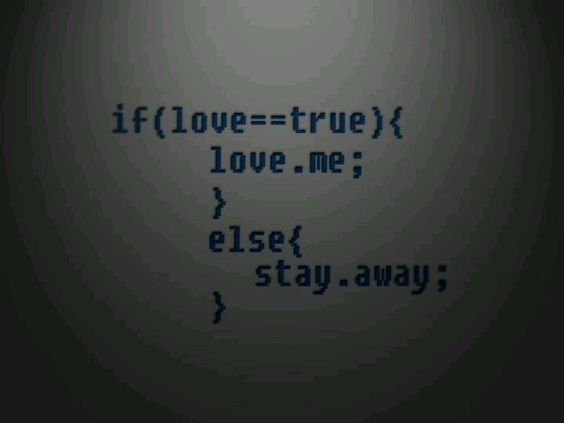 if(love==true){
love.me;
}
else{
stay.away;
}